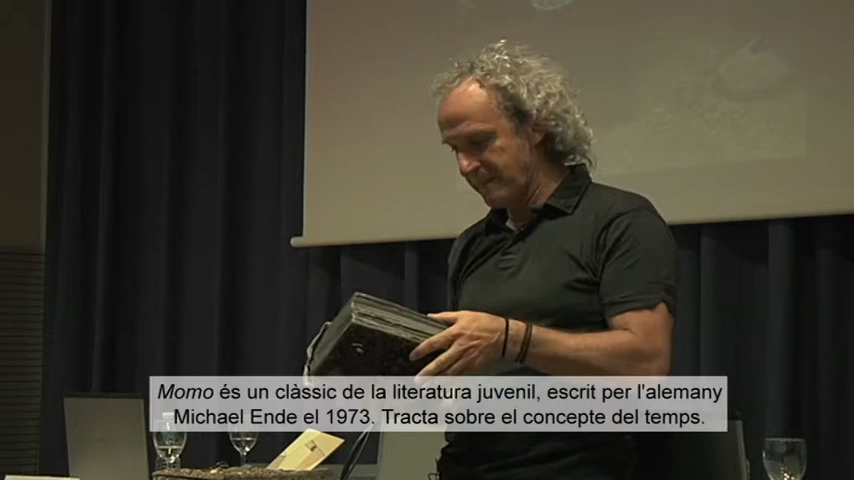 Momo és un clàssic de la literatura juvenil, escrit per l'alemany
Michael Ende el 1973. Tracta sobre el concepte del temps.